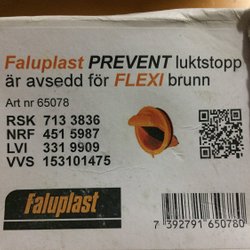 Faluplast PREVENT luktstopp
är avsedd för FLEXI brunn
Art nr 65078
RSK 713 3836
NRF 451 5987
LVI 331 9909
VVS 153101475
Faluplast
7 392791 650780